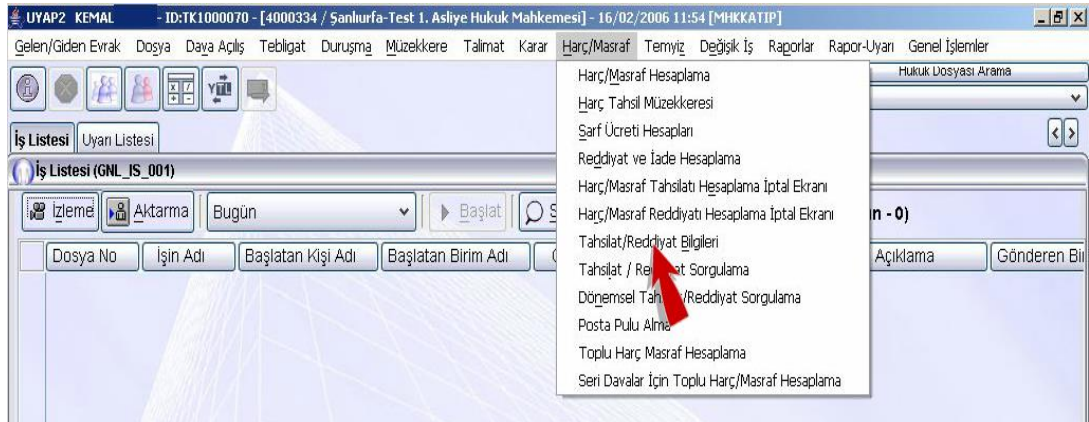 UYAP2 KEMAL - ID:TK1000070 - [4000334 / Şanlıurfa-Test 1. Asliye Hukuk Mahkemesi] - 16/02/2006 11:54 [MHKKATIP]
Gelen/Giden Evrak Dosya Dava Açılış Tebligat Duruşma Müzekkere Talimat Karar Harç/Masraf Temyiz Değişik İş Raporlar Rapor-Uyarı Genel İşlemler
Hukuk Dosyası Arama
YTL
İş Listesi Uyarı Listesi
İş Listesi (GNL_IS_001)
İzleme Aktarma Bugün Başlat - 0)
Dosya No İşin Adı Başlatan Kişi Adı Başlatan Birim Adı Açıklama Gönderen
Harç/Masraf Hesaplama
Harç Tahsil Müzekkeresi
Sarf Ücreti Hesapları
Reddiyat ve İade Hesaplama
Harç/Masraf Tahsilatı Hesaplama İptal Ekranı
Harç/Masraf Reddiyatı Hesaplama İptal Ekranı
Tahsilat/Reddiyat Bilgileri
Tahsilat / Reddiyat Sorgulama
Dönemsel Tahsilat/Reddiyat Sorgulama
Posta Pulu Alma
Toplu Harç Masraf Hesaplama
Seri Davalar İçin Toplu Harç/Masraf Hesaplama